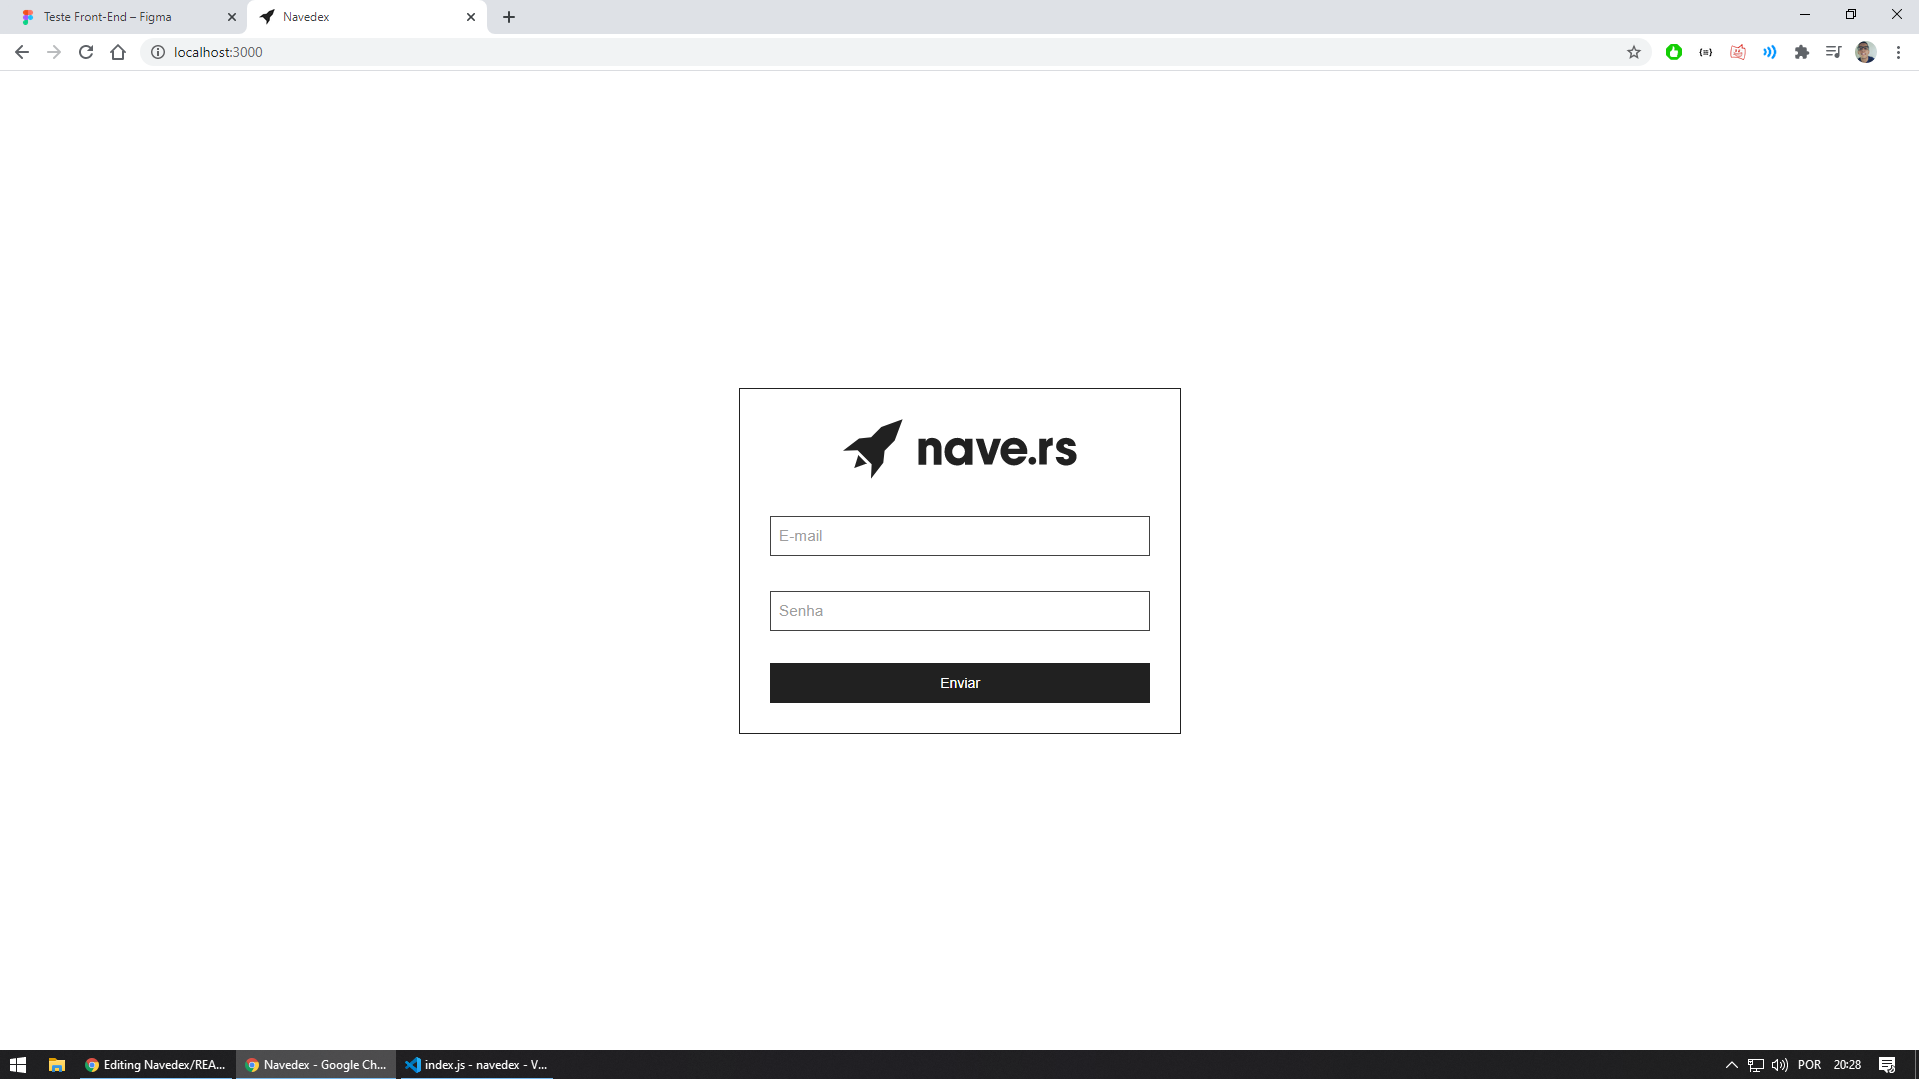 Teste Front-End – Figma
Navedex
localhost:3000
nave.rs
E-mail
Senha
Enviar
Editing Navedex/REA...
Navedex - Google Ch...
index.js - navedex - V...
POR
20:28